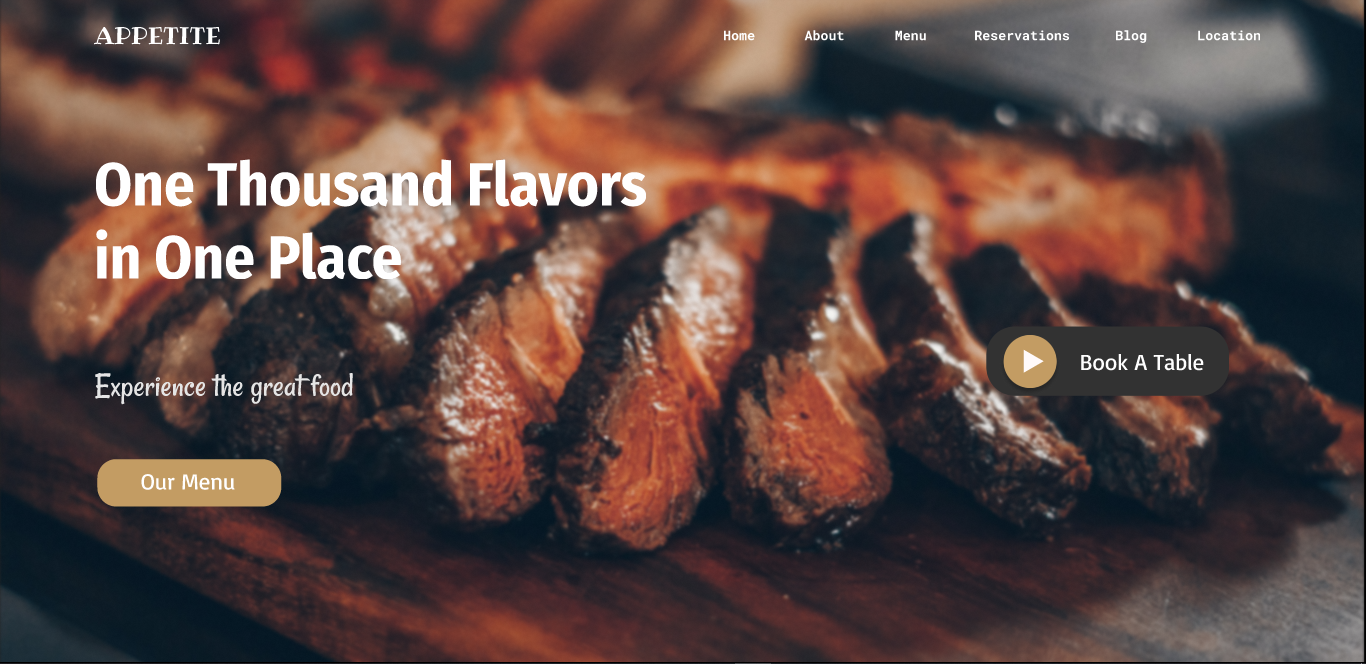 APPETITE
Home About Menu Reservations Blog Location
One Thousand Flavors
in One Place
Experience the great food
Book A Table
Our Menu